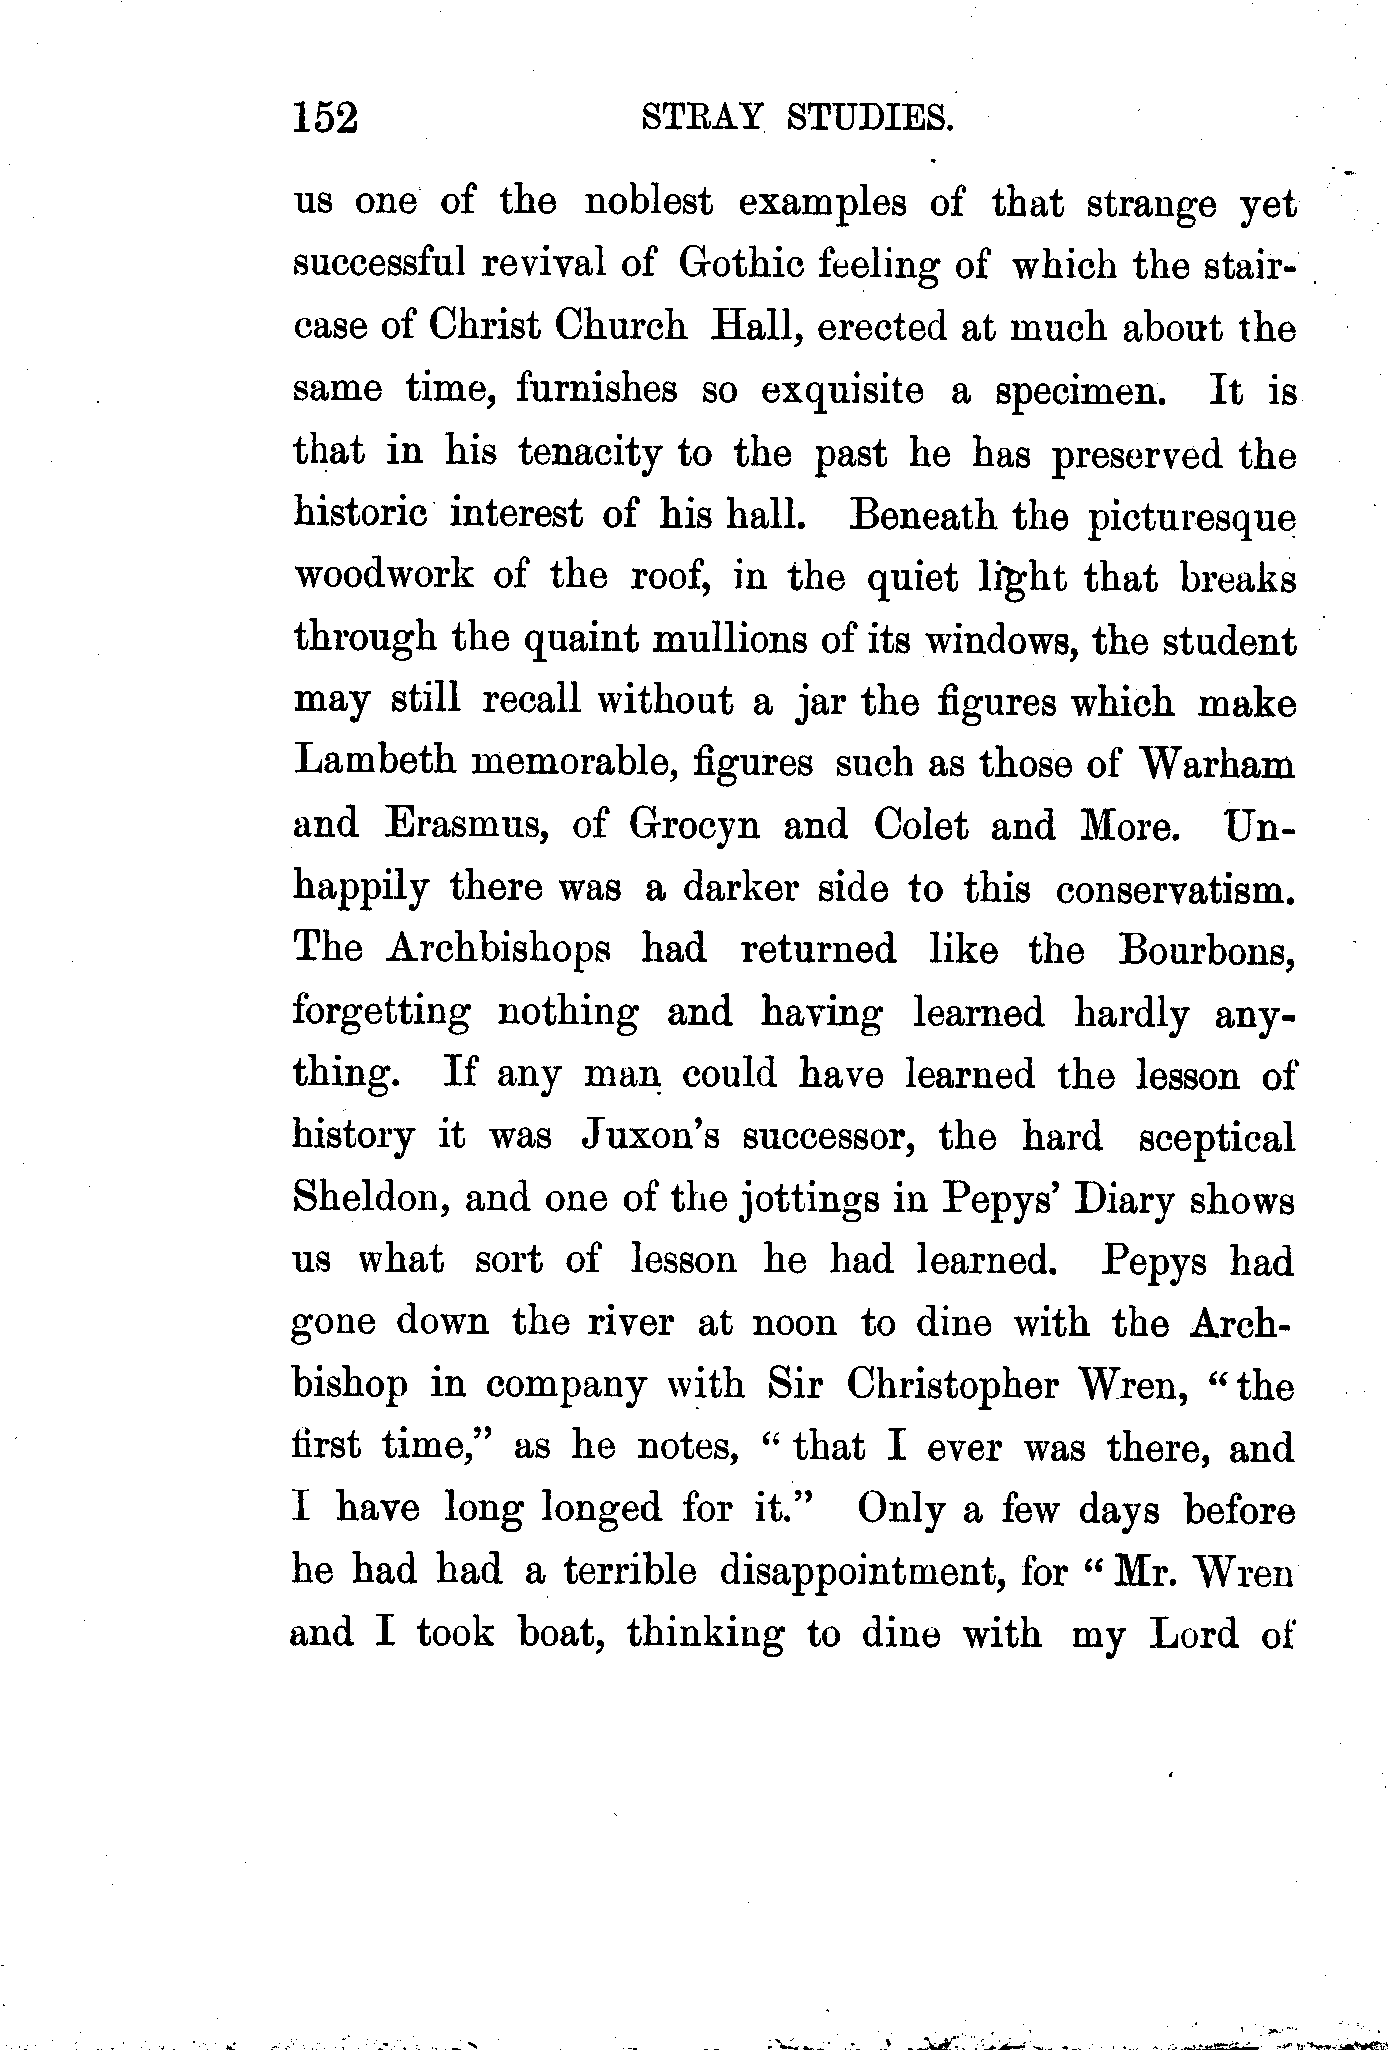 152 STRAY STUDIES.
us one of the noblest examples of that strange yet
successful revival of Gothic feeling of which the stair-
case of Christ Church Hall, erected at much about the
same time, furnishes so exquisite a specimen. It is
that in his tenacity to the past he has preserved the
historic interest of his hall. Beneath the picturesque
woodwork of the roof, in the quiet light that breaks
through the quaint mullions of its windows, the student
may still recall without a jar the figures which make
Lambeth memorable, figures such as those of Warham
and Erasmus, of Grocyn and Colet and More. Un-
happily there was a darker side to this conservatism.
The Archbishops had returned like the Bourbons,
forgetting nothing and having learned hardly any-
thing. If any man could have learned the lesson of
history it was Juxon's successor, the hard sceptical
Sheldon, and one of the jottings in Pepys' Diary shows
us what sort of lesson he had learned. Pepys had
gone down the river at noon to dine with the Arch-
bishop in company with Sir Christopher Wren, "the
first time," as he notes, "that I ever was there, and
I have long longed for it." Only a few days before
he had had a terrible disappointment, for "Mr. Wren
and I took boat, thinking to dine with my Lord of